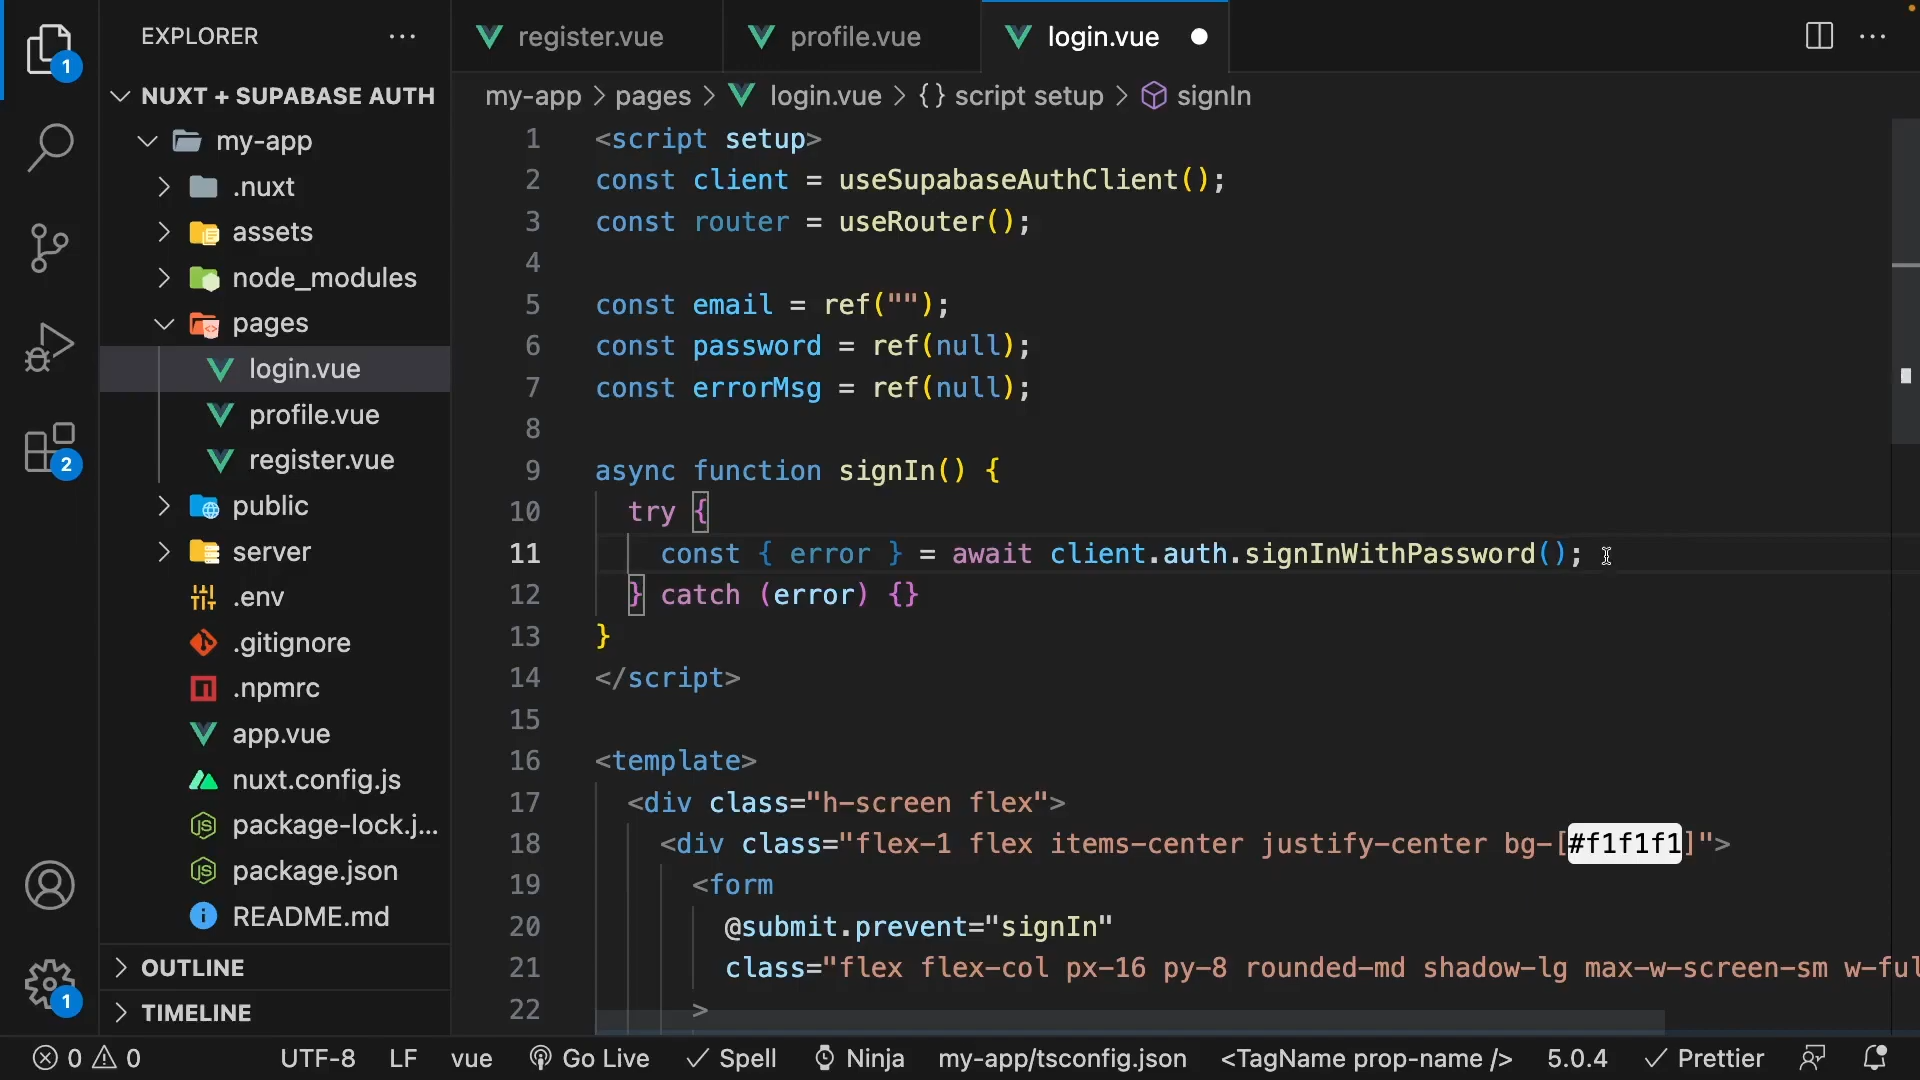 EXPLORER
1
NUXT + SUPABASE AUTH
my-app
.nuxt
assets
node_modules
pages
login.vue
profile.vue
register.vue
public
server
.env
.gitignore
.npmrc
app.vue
nuxt.config.js
package-lock.j...
package.json
README.md
OUTLINE
TIMELINE
2
1
register.vue
profile.vue
login.vue
my-app > pages > login.vue > {} script setup > signIn
1 <script setup>
2 const client = useSupabaseAuthClient();
3 const router = useRouter();
4
5 const email = ref("");
6 const password = ref(null);
7 const errorMsg = ref(null);
8
9 async function signIn() {
10 try {
11 const { error } = await client.auth.signInWithPassword();
12 } catch (error) {}
13 }
14 </script>
15
16 <template>
17 <div class="h-screen flex">
18 <div class="flex-1 flex items-center justify-center bg-[#f1f1f1]">
19 <form
20 @submit.prevent="signIn"
21 class="flex flex-col px-16 py-8 rounded-md shadow-lg max-w-screen-sm w-ful
22 >
0 0 UTF-8 LF vue Go Live Spell Ninja my-app/tsconfig.json <TagName prop-name /> 5.0.4 Prettier